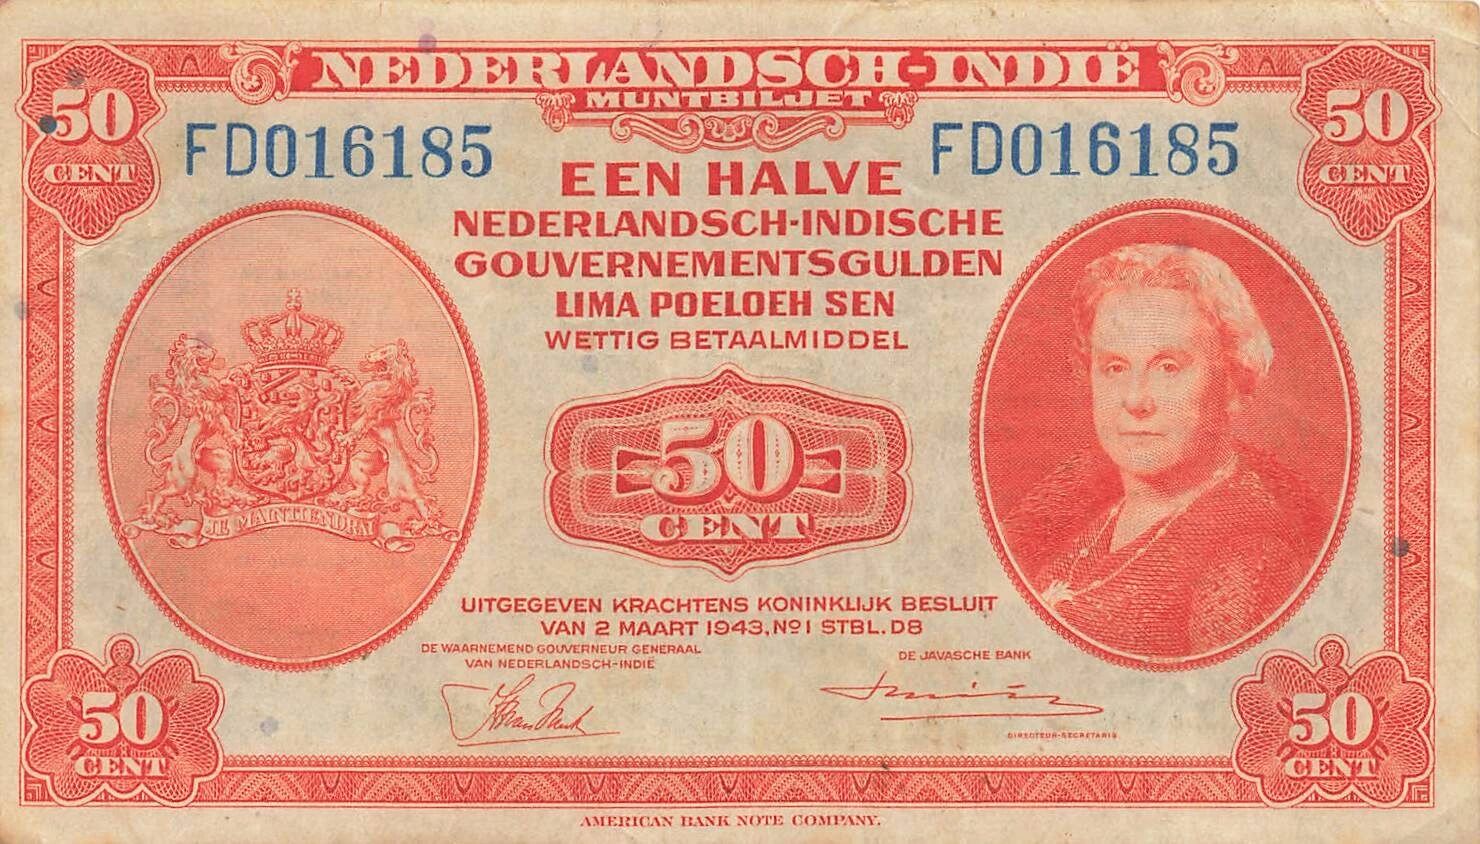 NEDERLANDSCH-INDIË
MUNTBILJET
50
CENT
50
CENT
FD016185
FD016185
EEN HALVE
NEDERLANDSCH-INDISCHE
GOUVERNEMENTSGULDEN
LIMA POELOEH SEN
WETTIG BETAALMIDDEL
50
CENT
JE MAINTIENDRAI
UITGEGEVEN KRACHTENS KONINKLIJK BESLUIT
VAN 2 MAART 1943, No 1 STBL. D8
DE WAARNEMEND GOUVERNEUR GENERAAL
VAN NEDERLANDSCH-INDIË
DE JAVASCHE BANK
DIRECTEUR-SECRETARIS
50
CENT
50
CENT
AMERICAN BANK NOTE COMPANY.